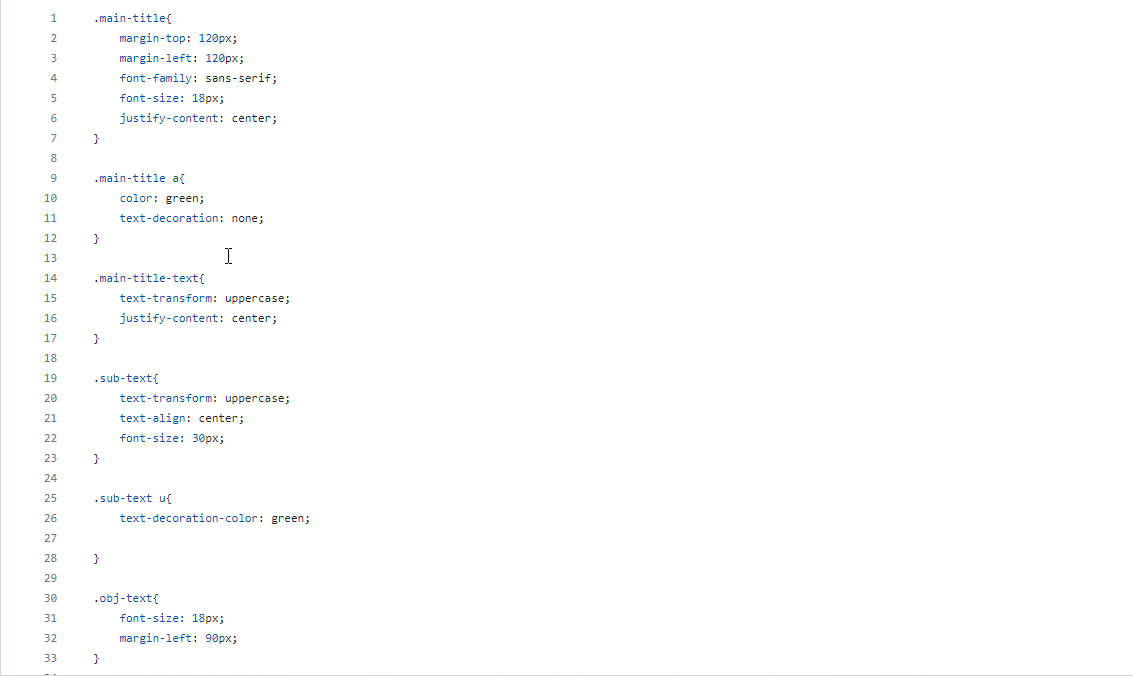 1 .main-title{
2 margin-top: 120px;
3 margin-left: 120px;
4 font-family: sans-serif;
5 font-size: 18px;
6 justify-content: center;
7 }
8
9 .main-title a{
10 color: green;
11 text-decoration: none;
12 }
13
14 .main-title-text{
15 text-transform: uppercase;
16 justify-content: center;
17 }
18
19 .sub-text{
20 text-transform: uppercase;
21 text-align: center;
22 font-size: 30px;
23 }
24
25 .sub-text u{
26 text-decoration-color: green;
27
28 }
29
30 .obj-text{
31 font-size: 18px;
32 margin-left: 90px;
33 }